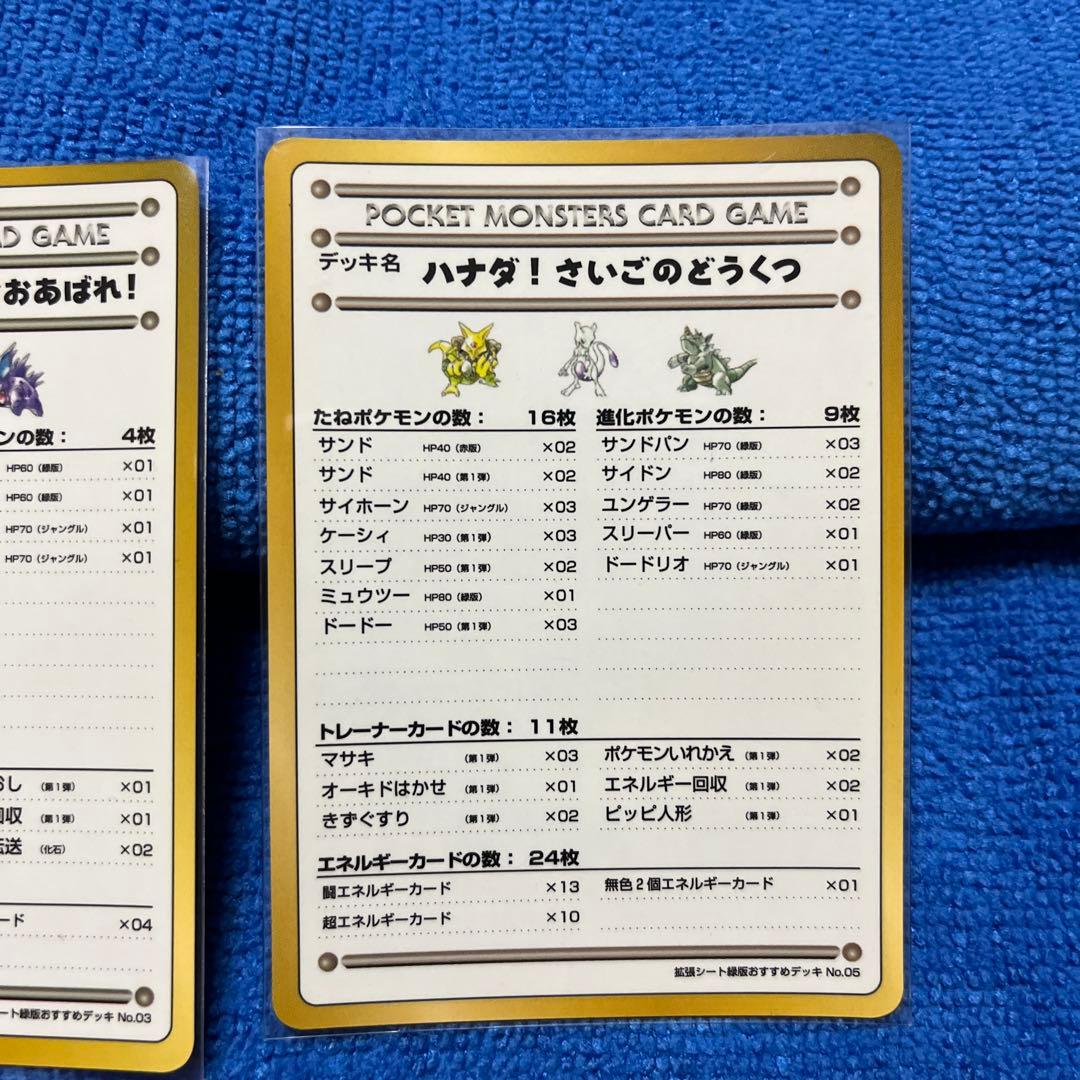 D GAME
おあばれ!
ンの数: 4枚
HP60(緑版) ×01
HP60(緑版) ×01
HP70(ジャングル) ×01
HP70(ジャングル) ×01
し (第1弾) ×01
回収 (第1弾) ×01
転送 (化石) ×02
ード ×04
シート緑版おすすめデッキ No.03
POCKET MONSTERS CARD GAME
デッキ名 ハナダ!さいごのどうくつ
たねポケモンの数: 16枚
サンド HP40(赤版) ×02
サンド HP40(第1弾) ×02
サイホーン HP70(ジャングル) ×03
ケーシィ HP30(第1弾) ×03
スリープ HP50(第1弾) ×02
ミュウツー HP80(緑版) ×01
ドードー HP50(第1弾) ×03
進化ポケモンの数: 9枚
サンドパン HP70(緑版) ×03
サイドン HP80(緑版) ×02
ユンゲラー HP70(緑版) ×02
スリーパー HP60(緑版) ×01
ドードリオ HP70(ジャングル) ×01
トレーナーカードの数: 11枚
マサキ (第1弾) ×03
オーキドはかせ (第1弾) ×01
きずぐすり (第1弾) ×02
ポケモンいれかえ (第1弾) ×02
エネルギー回収 (第1弾) ×02
ピッピ人形 (第1弾) ×01
エネルギーカードの数: 24枚
闘エネルギーカード ×13
超エネルギーカード ×10
無色2個エネルギーカード ×01
拡張シート緑版おすすめデッキ No.05